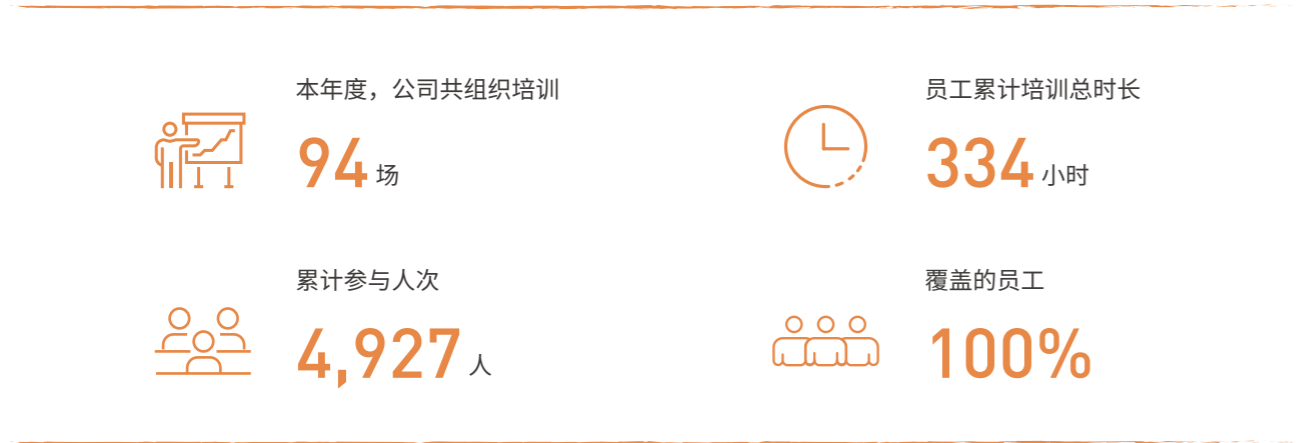 本年度，公司共组织培训
94 场
员工累计培训总时长
334 小时
累计参与人次
4,927 人
覆盖的员工
100%